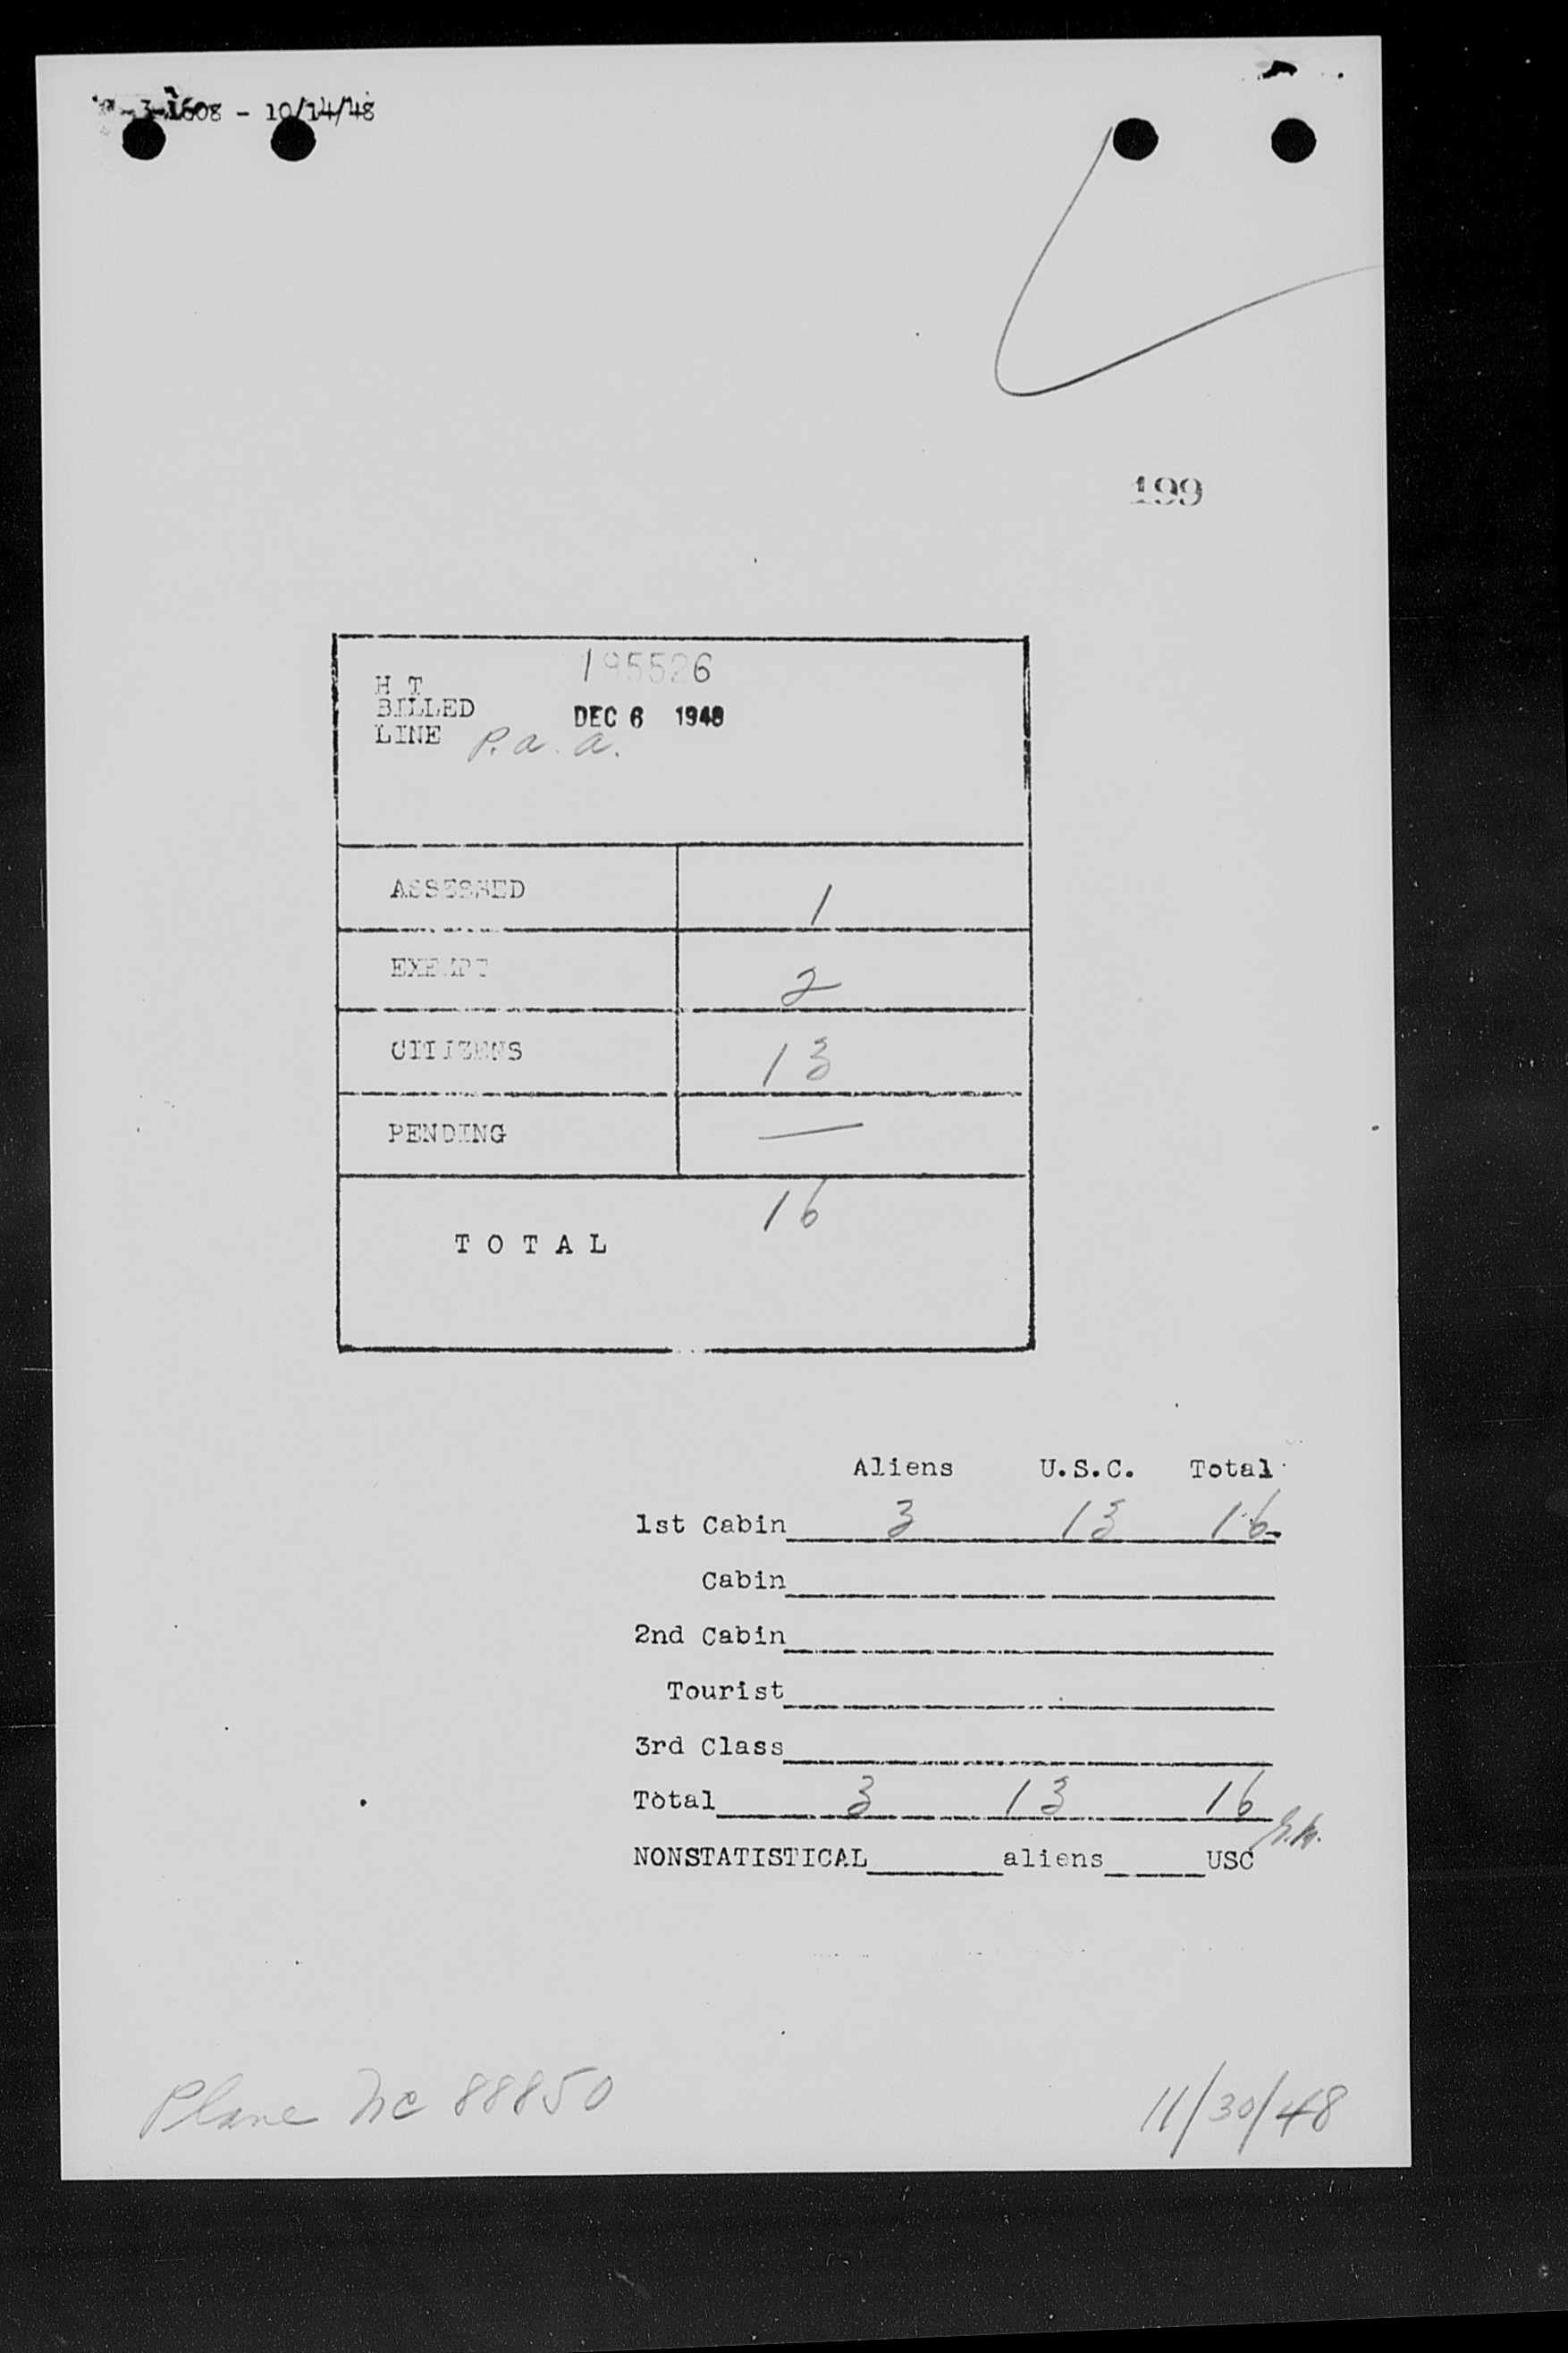 -3-1608 - 10/14/48
199
H T 195526
BILLED DEC 6 1948
LINE P. a. a.
ASSESSED 1
EXEMPT 2
CITIZENS 13
PENDING —
TOTAL 16
Aliens U.S.C. Total
1st Cabin 3 13 16
Cabin
2nd Cabin
Tourist
3rd Class
Total 3 13 16
NONSTATISTICAL aliens USC
Plane NC 88850 11/30/48